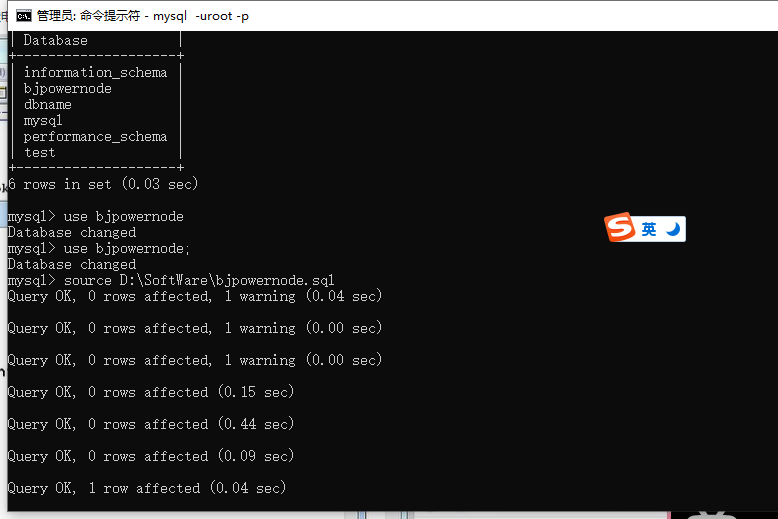 管理员: 命令提示符 - mysql -uroot -p
| Database |
+--------------------+
| information_schema |
| bjpowernode |
| dbname |
| mysql |
| performance_schema |
| test |
+--------------------+
6 rows in set (0.03 sec)
mysql> use bjpowernode
Database changed
mysql> use bjpowernode;
Database changed
mysql> source D:\SoftWare\bjpowernode.sql
Query OK, 0 rows affected, 1 warning (0.04 sec)
Query OK, 0 rows affected, 1 warning (0.00 sec)
Query OK, 0 rows affected, 1 warning (0.00 sec)
Query OK, 0 rows affected (0.15 sec)
Query OK, 0 rows affected (0.44 sec)
Query OK, 0 rows affected (0.09 sec)
Query OK, 1 row affected (0.04 sec)
S 英